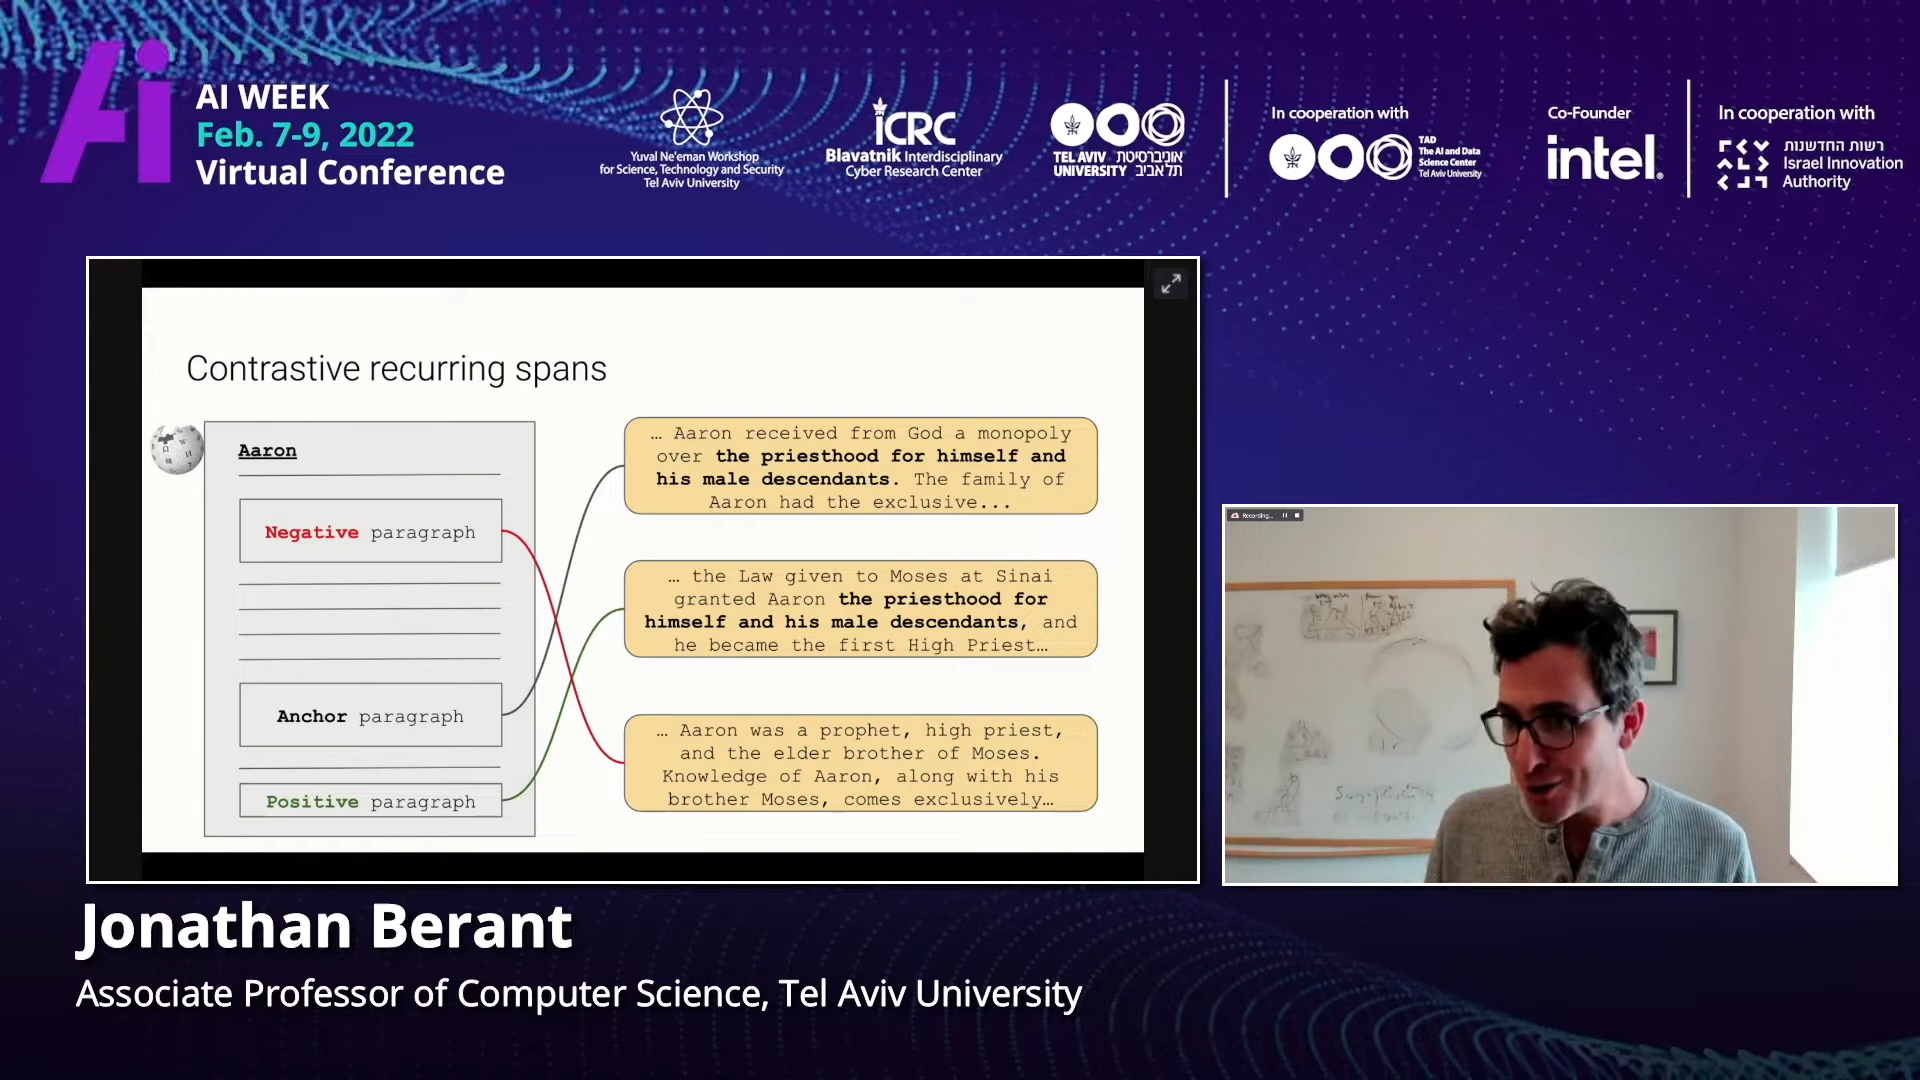 Ai
AI WEEK
Feb. 7-9, 2022
Virtual Conference
Yuval Ne'eman Workshop
for Science, Technology and Security
Tel Aviv University
iCRC
Blavatnik Interdisciplinary
Cyber Research Center
TEL AVIV אוניברסיטת
UNIVERSITY תל אביב
In cooperation with
TAD
The AI and Data
Science Center
Tel Aviv University
Co-Founder
intel.
In cooperation with
רשות החדשנות
Israel Innovation
Authority
Contrastive recurring spans
Aaron
Negative paragraph
Anchor paragraph
Positive paragraph
… Aaron received from God a monopoly
over the priesthood for himself and
his male descendants. The family of
Aaron had the exclusive...
… the Law given to Moses at Sinai
granted Aaron the priesthood for
himself and his male descendants, and
he became the first High Priest…
… Aaron was a prophet, high priest,
and the elder brother of Moses.
Knowledge of Aaron, along with his
brother Moses, comes exclusively…
Recording...
Jonathan Berant
Associate Professor of Computer Science, Tel Aviv University